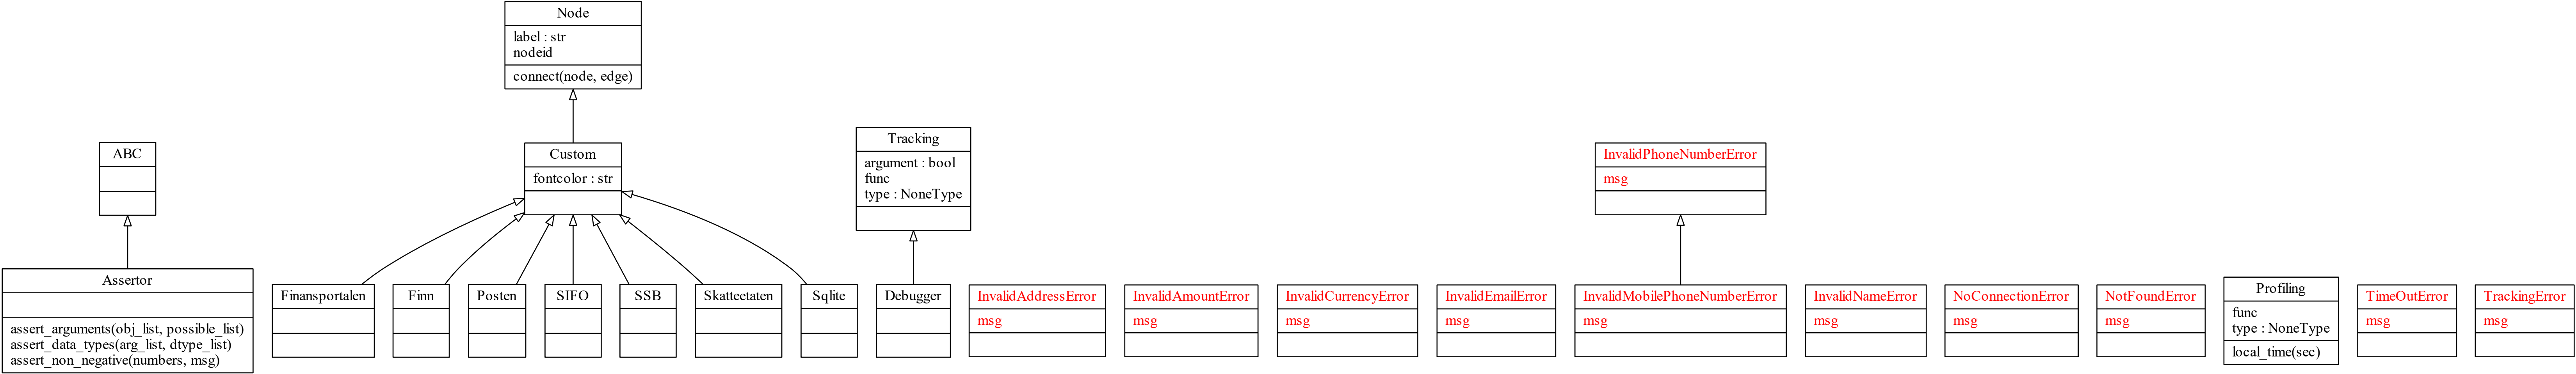 Node
label : str
nodeid
connect(node, edge)
ABC
Custom
fontcolor : str
Tracking
argument : bool
func
type : NoneType
InvalidPhoneNumberError
msg
Assertor
assert_arguments(obj_list, possible_list)
assert_data_types(arg_list, dtype_list)
assert_non_negative(numbers, msg)
Finansportalen
Finn
Posten
SIFO
SSB
Skatteetaten
Sqlite
Debugger
InvalidAddressError
msg
InvalidAmountError
msg
InvalidCurrencyError
msg
InvalidEmailError
msg
InvalidMobilePhoneNumberError
msg
InvalidNameError
msg
NoConnectionError
msg
NotFoundError
msg
Profiling
func
type : NoneType
local_time(sec)
TimeOutError
msg
TrackingError
msg